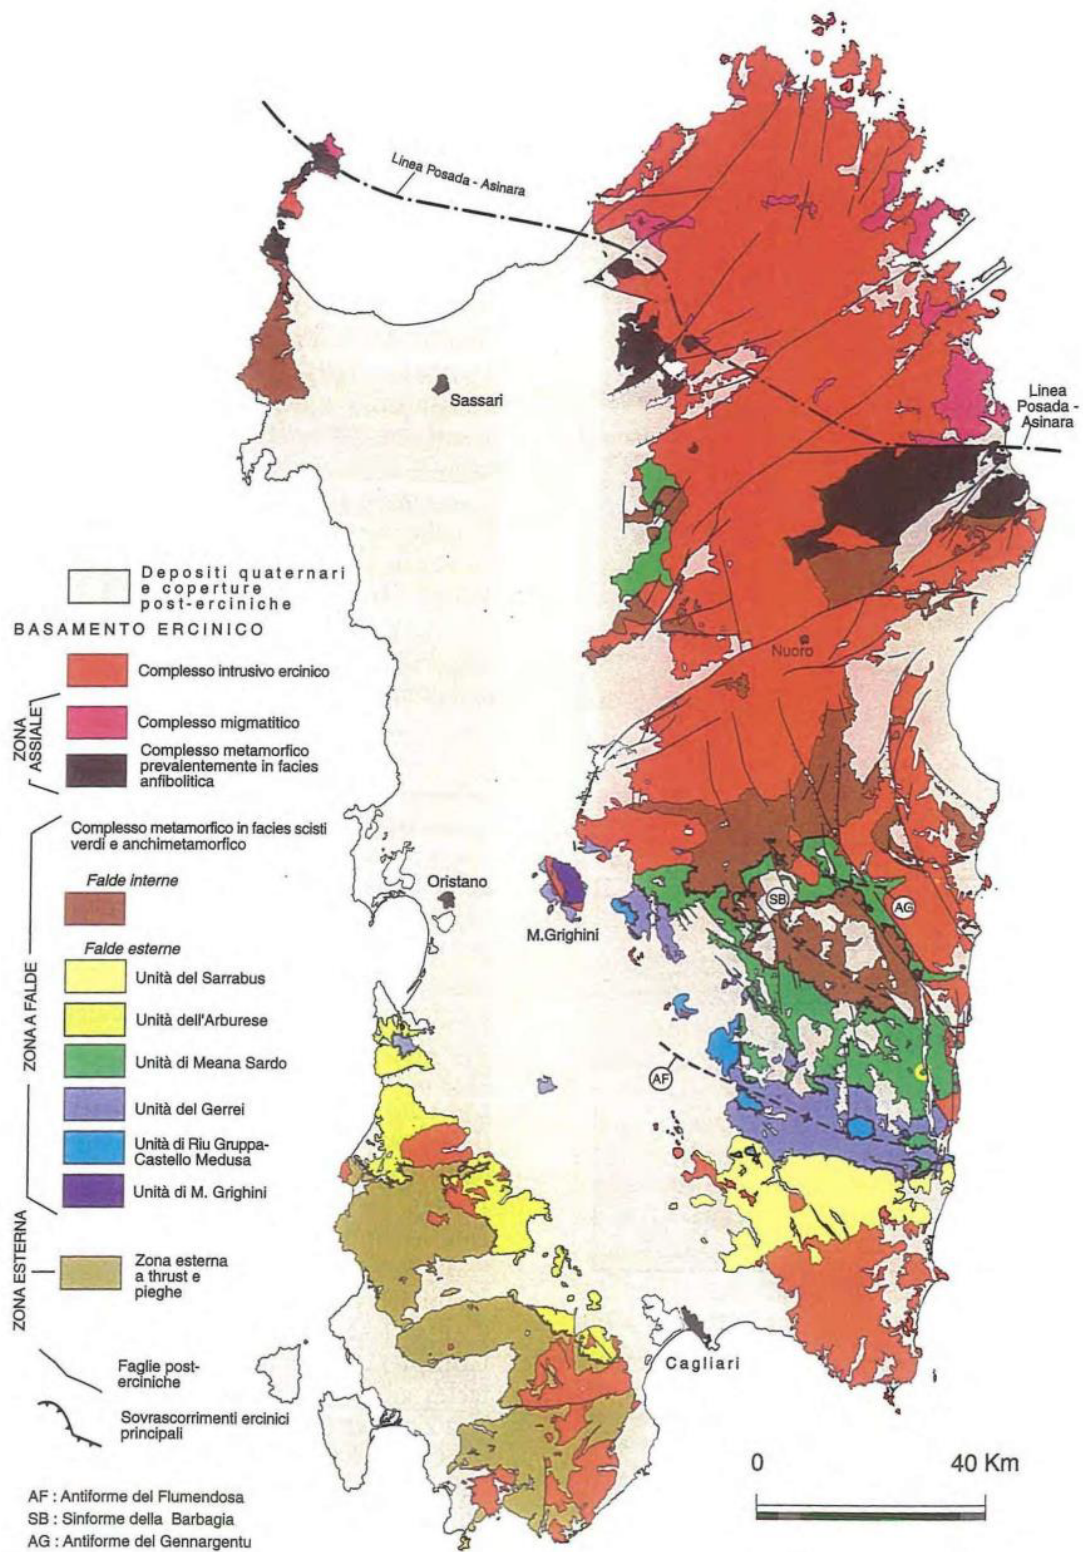 Linea Posada - Asinara
Sassari
Linea
Posada -
Asinara
Depositi quaternari
e coperture
post-erciniche
BASAMENTO ERCINICO
Complesso intrusivo ercinico
ZONA
ASSIALE
Complesso migmatitico
Complesso metamorfico
prevalentemente in facies
anfibolitica
Nuoro
Complesso metamorfico in facies scisti
verdi e anchimetamorfico
ZONA A FALDE
Falde interne
Oristano
M.Grighini
SB
AG
Falde esterne
Unità del Sarrabus
Unità dell'Arburese
Unità di Meana Sardo
AF
Unità del Gerrei
Unità di Riu Gruppa-
Castello Medusa
Unità di M. Grighini
ZONA ESTERNA
Zona esterna
a thrust e
pieghe
Cagliari
Faglie post-
erciniche
Sovrascorrimenti ercinici
principali
0 40 Km
AF : Antiforme del Flumendosa
SB : Sinforme della Barbagia
AG : Antiforme del Gennargentu